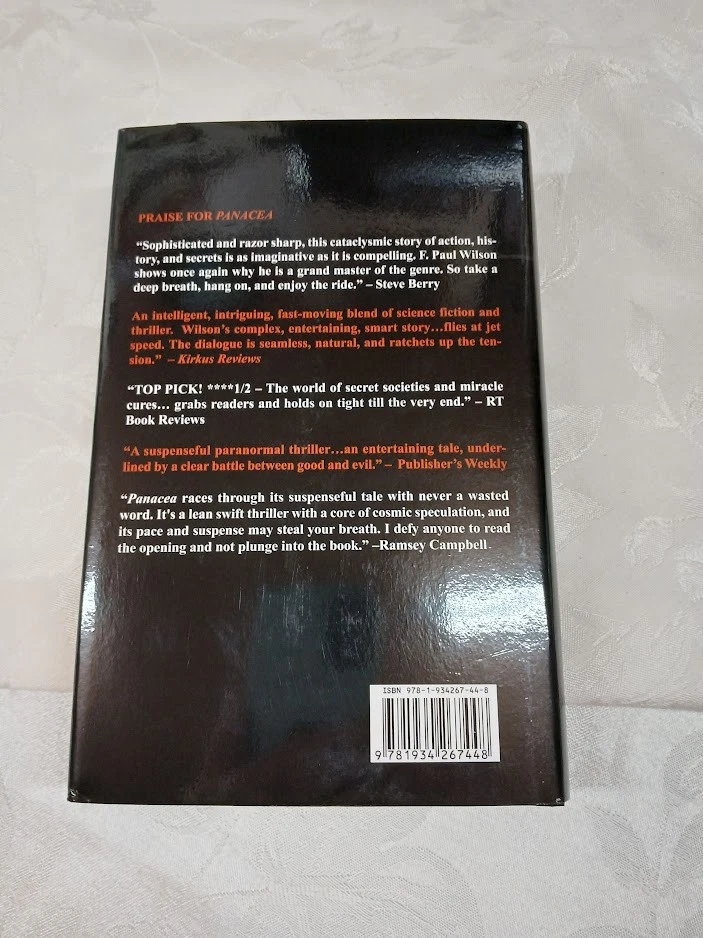 PRAISE FOR PANACEA
“Sophisticated and razor sharp, this cataclysmic story of action, his-
tory, and secrets is as imaginative as it is compelling. F. Paul Wilson
shows once again why he is a grand master of the genre. So take a
deep breath, hang on, and enjoy the ride.” – Steve Berry
An intelligent, intriguing, fast-moving blend of science fiction and
thriller. Wilson's complex, entertaining, smart story…flies at jet
speed. The dialogue is seamless, natural, and ratchets up the ten-
sion.” – Kirkus Reviews
“TOP PICK! ****1/2 – The world of secret societies and miracle
cures… grabs readers and holds on tight till the very end.” – RT
Book Reviews
“A suspenseful paranormal thriller…an entertaining tale, under-
lined by a clear battle between good and evil.” – Publisher's Weekly
“Panacea races through its suspenseful tale with never a wasted
word. It's a lean swift thriller with a core of cosmic speculation, and
its pace and suspense may steal your breath. I defy anyone to read
the opening and not plunge into the book.” –Ramsey Campbell
ISBN 978-1-934267-44-8
9 781934 267448